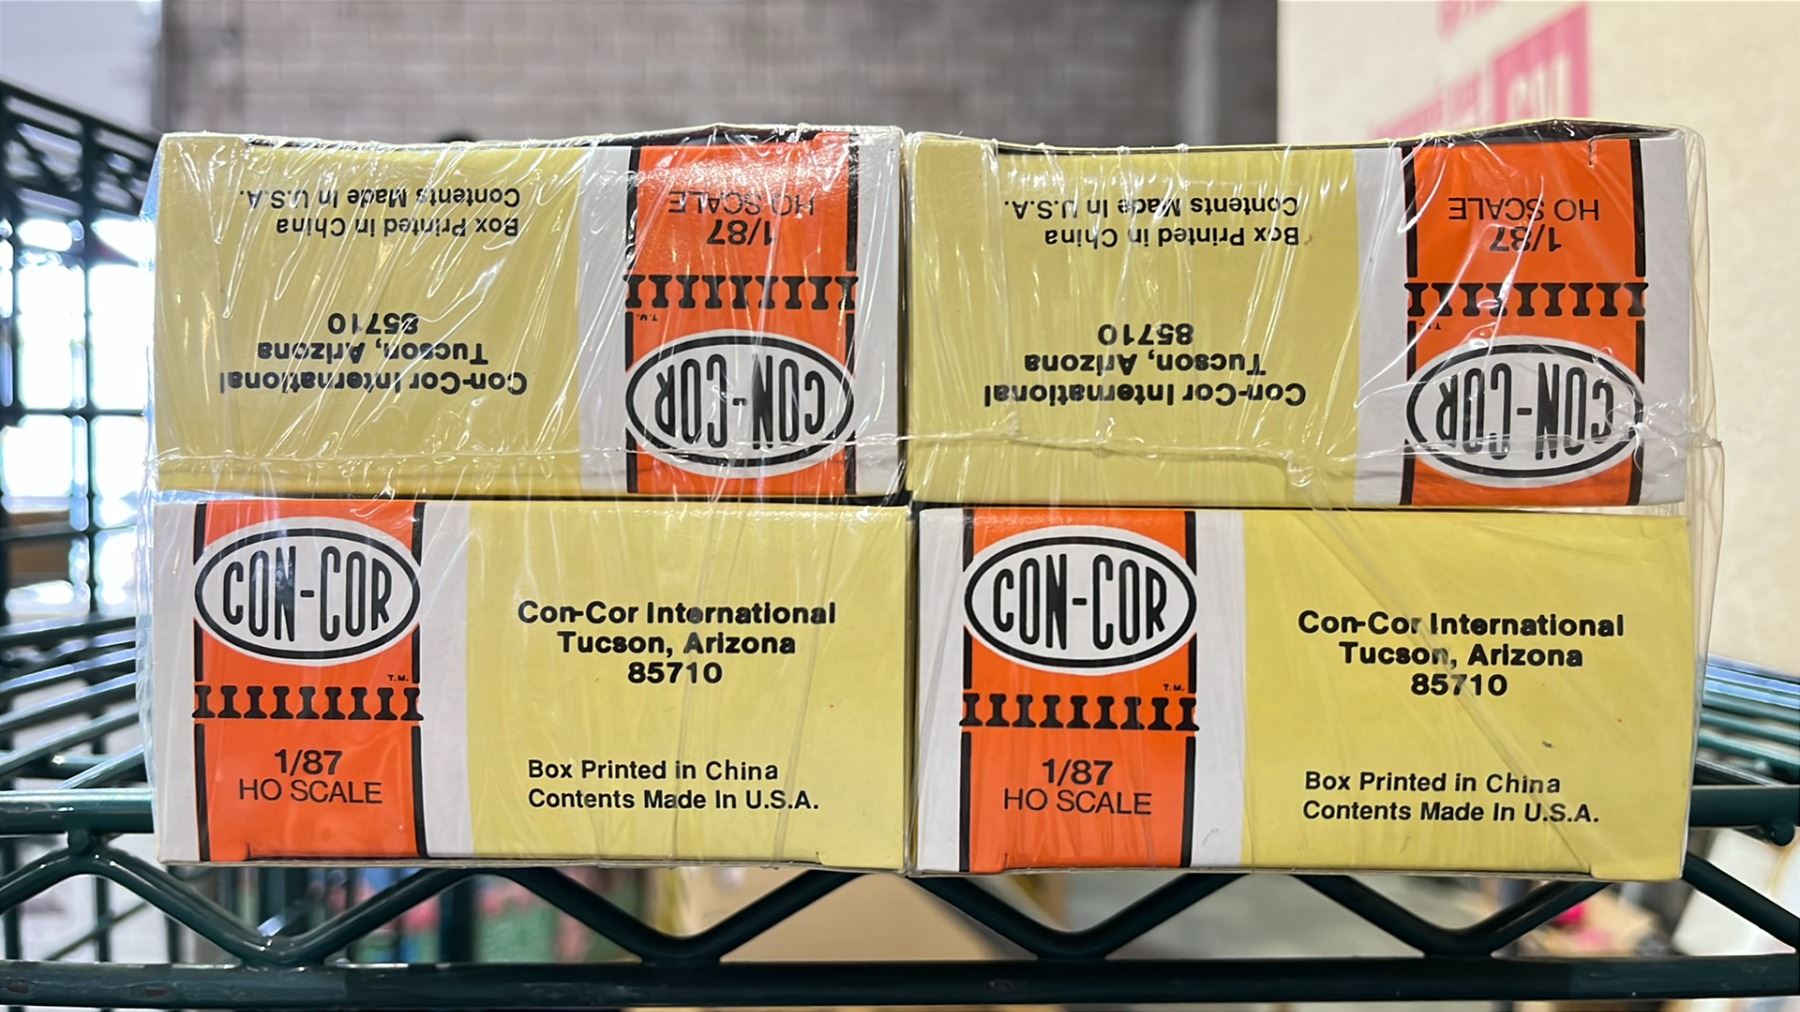 HO SCALE
1/87
T.M.
CON-COR
Contents Made In U.S.A.
Box Printed in China
85710
Tucson, Arizona
Con-Cor International
HO SCALE
1/87
T.M.
CON-COR
Contents Made In U.S.A.
Box Printed in China
85710
Tucson, Arizona
Con-Cor International
CON-COR
T.M.
1/87
HO SCALE
Con-Cor International
Tucson, Arizona
85710
Box Printed in China
Contents Made In U.S.A.
CON-COR
T.M.
1/87
HO SCALE
Con-Cor International
Tucson, Arizona
85710
Box Printed in China
Contents Made In U.S.A.